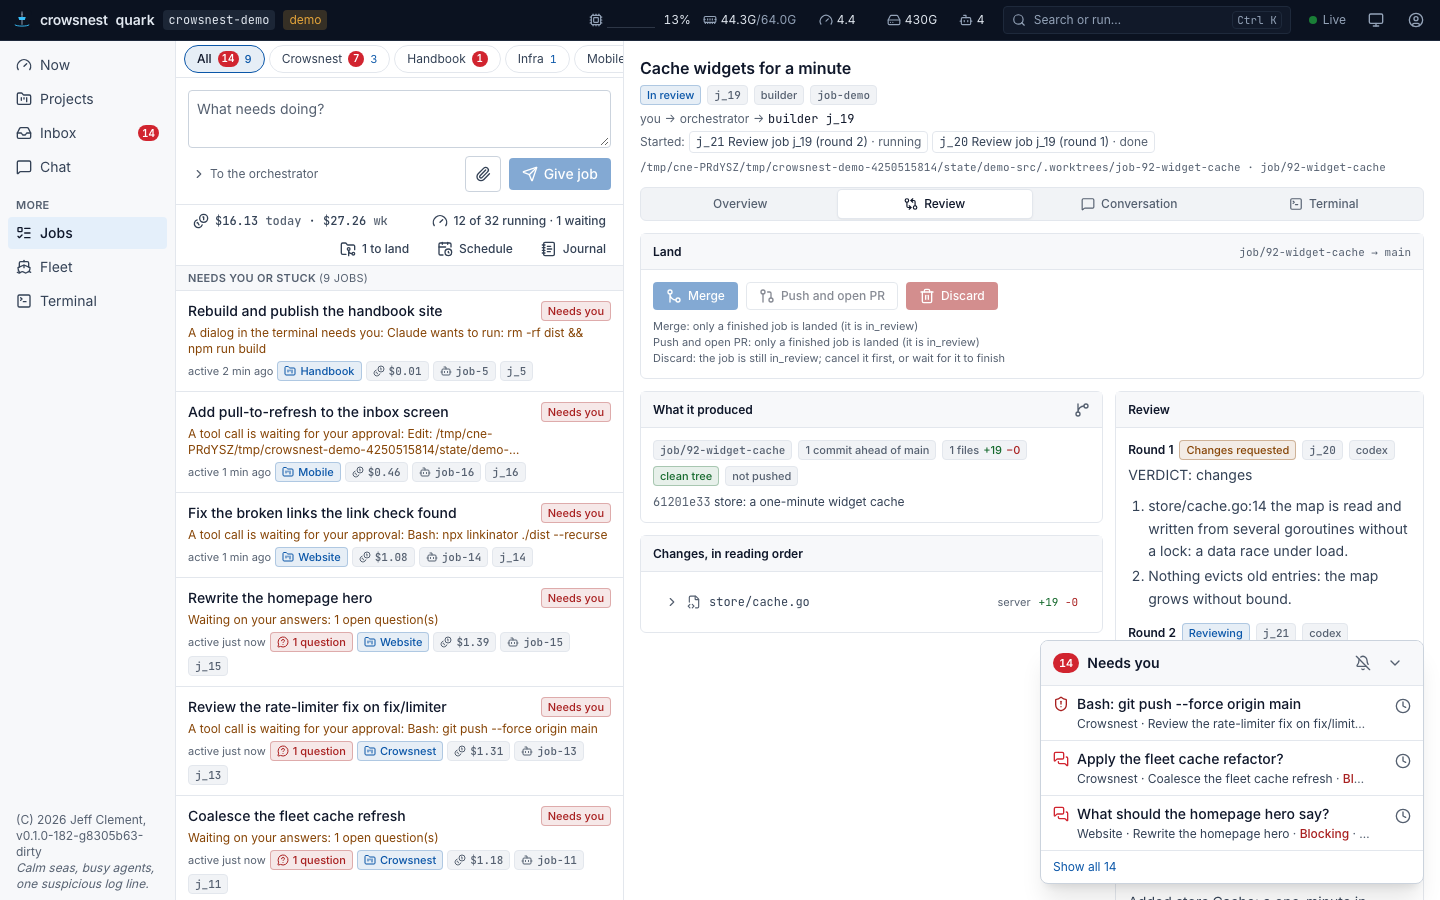 crowsnest quark crowsnest-demo demo
13% 44.3G/64.0G 4.4 430G 4
Search or run... Ctrl K
Live
Now
Projects
Inbox 14
Chat
MORE
Jobs
Fleet
Terminal
(C) 2026 Jeff Clement,
v0.1.0-182-g8305b63-
dirty
Calm seas, busy agents,
one suspicious log line.
All 14 9 Crowsnest 7 3 Handbook 1 Infra 1 Mobile
What needs doing?
To the orchestrator
Give job
$16.13 today · $27.26 wk
12 of 32 running · 1 waiting
1 to land Schedule Journal
NEEDS YOU OR STUCK (9 JOBS)
Rebuild and publish the handbook site Needs you
A dialog in the terminal needs you: Claude wants to run: rm -rf dist &&
npm run build
active 2 min ago Handbook $0.01 job-5 j_5
Add pull-to-refresh to the inbox screen Needs you
A tool call is waiting for your approval: Edit: /tmp/cne-
PRdYSZ/tmp/crowsnest-demo-4250515814/state/demo-...
active 1 min ago Mobile $0.46 job-16 j_16
Fix the broken links the link check found Needs you
A tool call is waiting for your approval: Bash: npx linkinator ./dist --recurse
active 1 min ago Website $1.08 job-14 j_14
Rewrite the homepage hero Needs you
Waiting on your answers: 1 open question(s)
active just now 1 question Website $1.39 job-15
j_15
Review the rate-limiter fix on fix/limiter Needs you
A tool call is waiting for your approval: Bash: git push --force origin main
active just now 1 question Crowsnest $1.31 job-13
j_13
Coalesce the fleet cache refresh Needs you
Waiting on your answers: 1 open question(s)
active just now 1 question Crowsnest $1.18 job-11
j_11
Cache widgets for a minute
In review j_19 builder job-demo
you → orchestrator → builder j_19
Started: j_21 Review job j_19 (round 2) · running j_20 Review job j_19 (round 1) · done
/tmp/cne-PRdYSZ/tmp/crowsnest-demo-4250515814/state/demo-src/.worktrees/job-92-widget-cache · job/92-widget-cache
Overview Review Conversation Terminal
Land job/92-widget-cache → main
Merge Push and open PR Discard
Merge: only a finished job is landed (it is in_review)
Push and open PR: only a finished job is landed (it is in_review)
Discard: the job is still in_review; cancel it first, or wait for it to finish
What it produced
job/92-widget-cache 1 commit ahead of main 1 files +19 −0
clean tree not pushed
61201e33 store: a one-minute widget cache
Changes, in reading order
store/cache.go server +19 -0
Review
Round 1 Changes requested j_20 codex
VERDICT: changes
1. store/cache.go:14 the map is read and
written from several goroutines without
a lock: a data race under load.
2. Nothing evicts old entries: the map
grows without bound.
Round 2 Reviewing j_21 codex
14 Needs you
Bash: git push --force origin main
Crowsnest · Review the rate-limiter fix on fix/limit...
Apply the fleet cache refactor?
Crowsnest · Coalesce the fleet cache refresh · Bl...
What should the homepage hero say?
Website · Rewrite the homepage hero · Blocking · ...
Show all 14